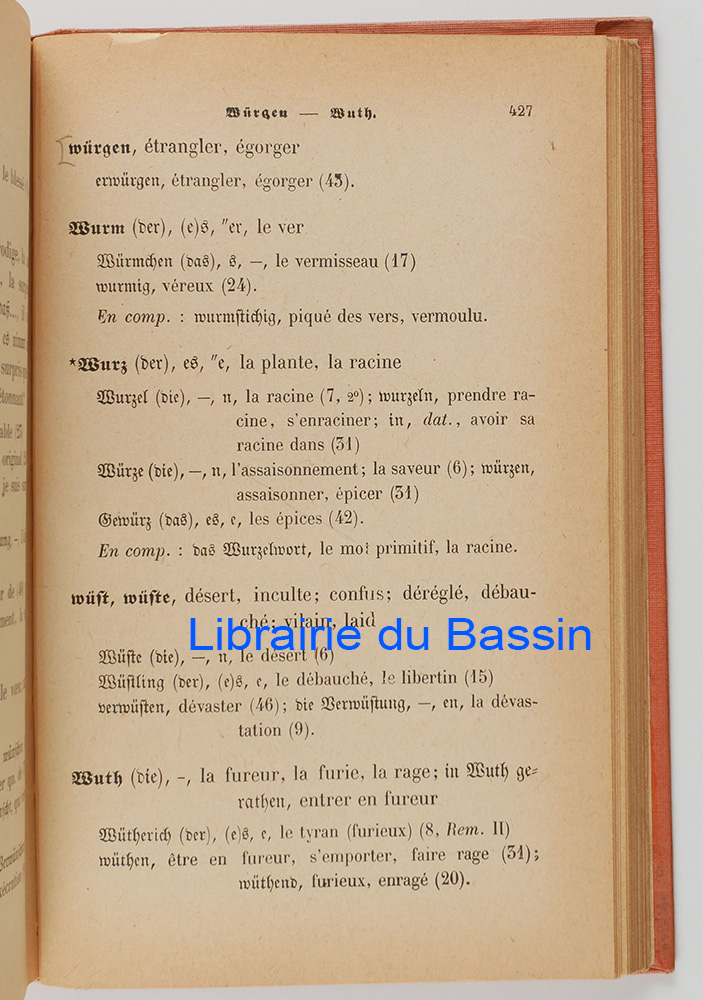 Würgen — Wuth.
427
würgen, étrangler, égorger
erwürgen, étrangler, égorger (43).
Wurm (der), (e)s, ″er, le ver
Würmchen (das), s, —, le vermisseau (17)
wurmig, véreux (24).
En comp. : wurmstichig, piqué des vers, vermoulu.
*Wurz (der), es, ″e, la plante, la racine
Wurzel (die), —, n, la racine (7, 2º); wurzeln, prendre ra-
cine, s'enraciner; in, dat., avoir sa
racine dans (31)
Würze (die), —, n, l'assaisonnement; la saveur (6); würzen,
assaisonner, épicer (31)
Gewürz (das), es, e, les épices (42).
En comp. : das Wurzelwort, le mot primitif, la racine.
wüst, wüste, désert, inculte; confus; déréglé, débau-
ché; vilain, laid
Librairie du Bassin
Wüste (die), —, n, le désert (6)
Wüstling (der), (e)s, e, le débauché, le libertin (15)
verwüsten, dévaster (46); die Verwüstung, —, en, la dévas-
tation (9).
Wuth (die), –, la fureur, la furie, la rage; in Wuth ge=
rathen, entrer en fureur
Wütherich (der), (e)s, e, le tyran (furieux) (8, Rem. II)
wüthen, être en fureur, s'emporter, faire rage (31);
wüthend, furieux, enragé (20).